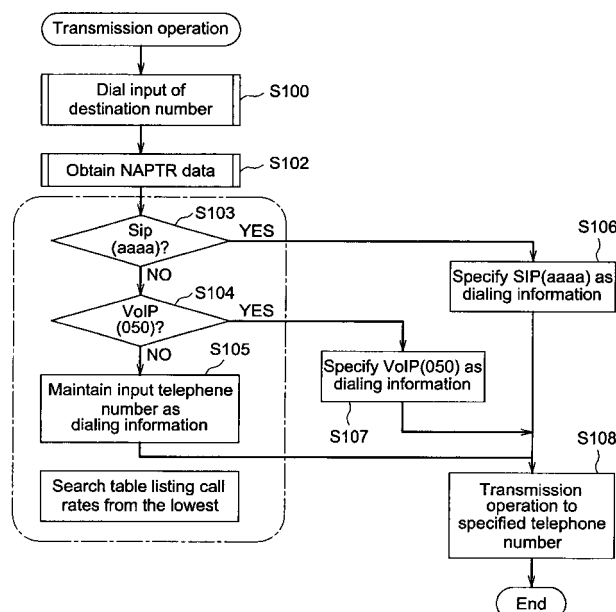 Transmission operation
Dial input of
destination number
S100
Obtain NAPTR data
S102
Sip
(aaaa)?
S103
YES
NO
S106
Specify SIP(aaaa) as
dialing information
VoIP
(050)?
S104
YES
NO
S105
Maintain input telephene
number as
dialing information
Specify VoIP(050) as
dialing information
S107
S108
Search table listing call
rates from the lowest
Transmission
operation to
specified telephone
number
End